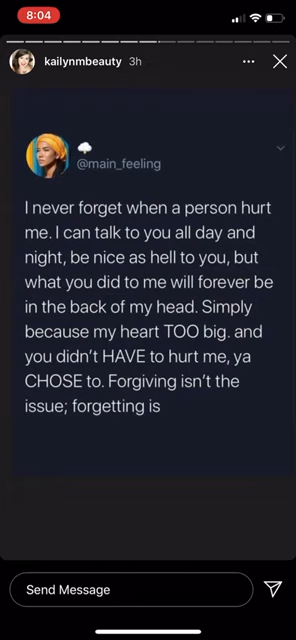 8:04
kailynmbeauty 3h
@main_feeling
I never forget when a person hurt
me. I can talk to you all day and
night, be nice as hell to you, but
what you did to me will forever be
in the back of my head. Simply
because my heart TOO big. and
you didn't HAVE to hurt me, ya
CHOSE to. Forgiving isn't the
issue; forgetting is
Send Message